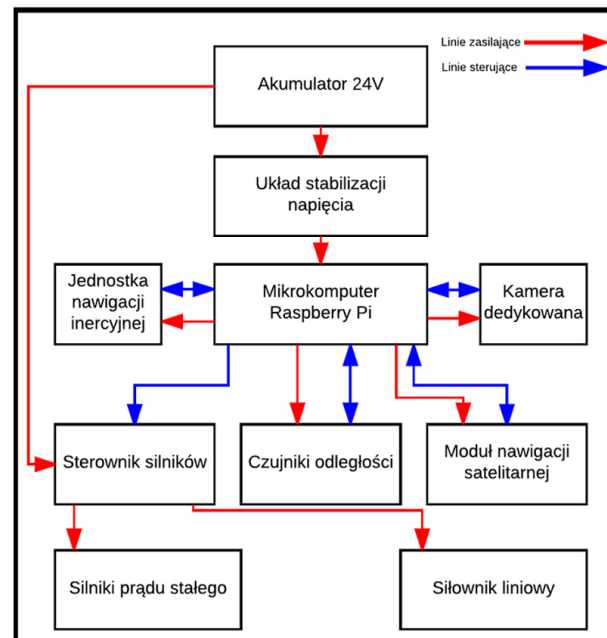 Linie zasilające
Linie sterujące
Akumulator 24V
Układ stabilizacji
napięcia
Jednostka
nawigacji
inercyjnej
Mikrokomputer
Raspberry Pi
Kamera
dedykowana
Sterownik silników
Czujniki odległości
Moduł nawigacji
satelitarnej
Silniki prądu stałego
Siłownik liniowy